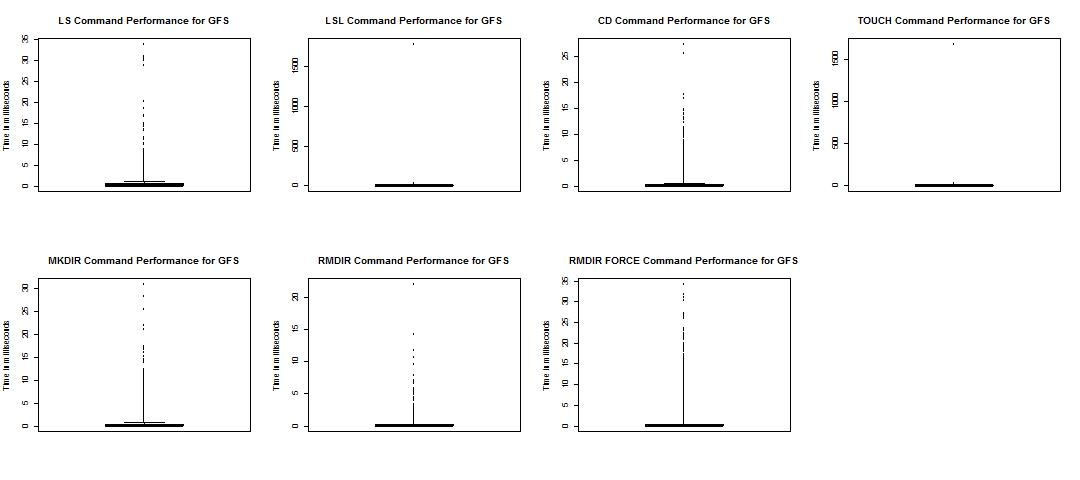 LS Command Performance for GFS
LSL Command Performance for GFS
CD Command Performance for GFS
TOUCH Command Performance for GFS
Time in milliseconds
0 5 10 15 20 25 30 35
Time in milliseconds
0 500 1000 1500
Time in milliseconds
0 5 10 15 20 25
Time in milliseconds
0 500 1000 1500
MKDIR Command Performance for GFS
RMDIR Command Performance for GFS
RMDIR FORCE Command Performance for GFS
Time in milliseconds
0 5 10 15 20 25 30
Time in milliseconds
0 5 10 15 20
Time in milliseconds
0 5 10 15 20 25 30 35